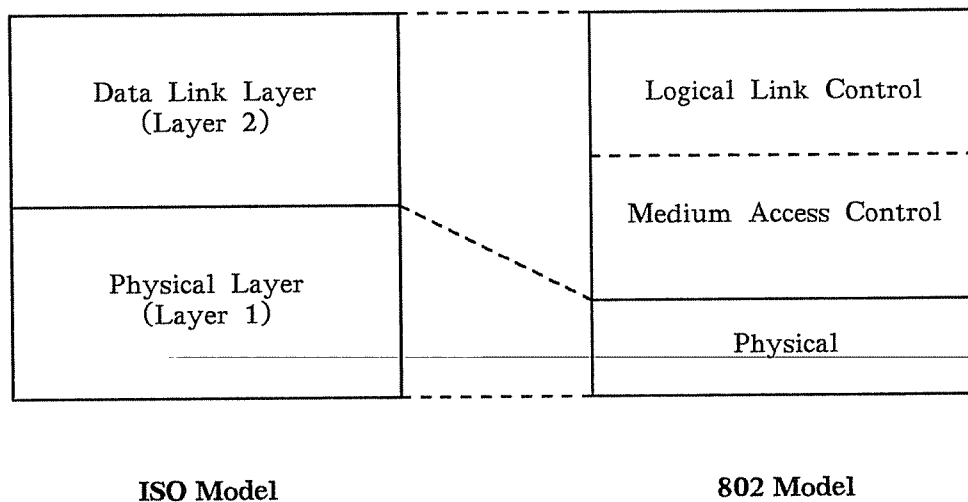 Data Link Layer
(Layer 2)
Physical Layer
(Layer 1)
Logical Link Control
Medium Access Control
Physical
ISO Model
802 Model